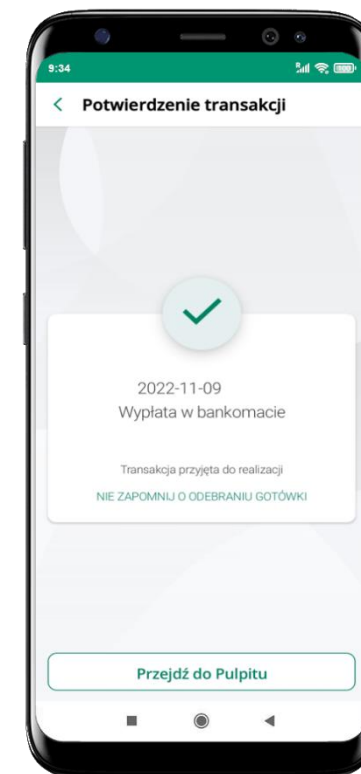 9:34
Potwierdzenie transakcji
2022-11-09
Wypłata w bankomacie
Transakcja przyjęta do realizacji
NIE ZAPOMNIJ O ODEBRANIU GOTÓWKI
Przejdź do Pulpitu